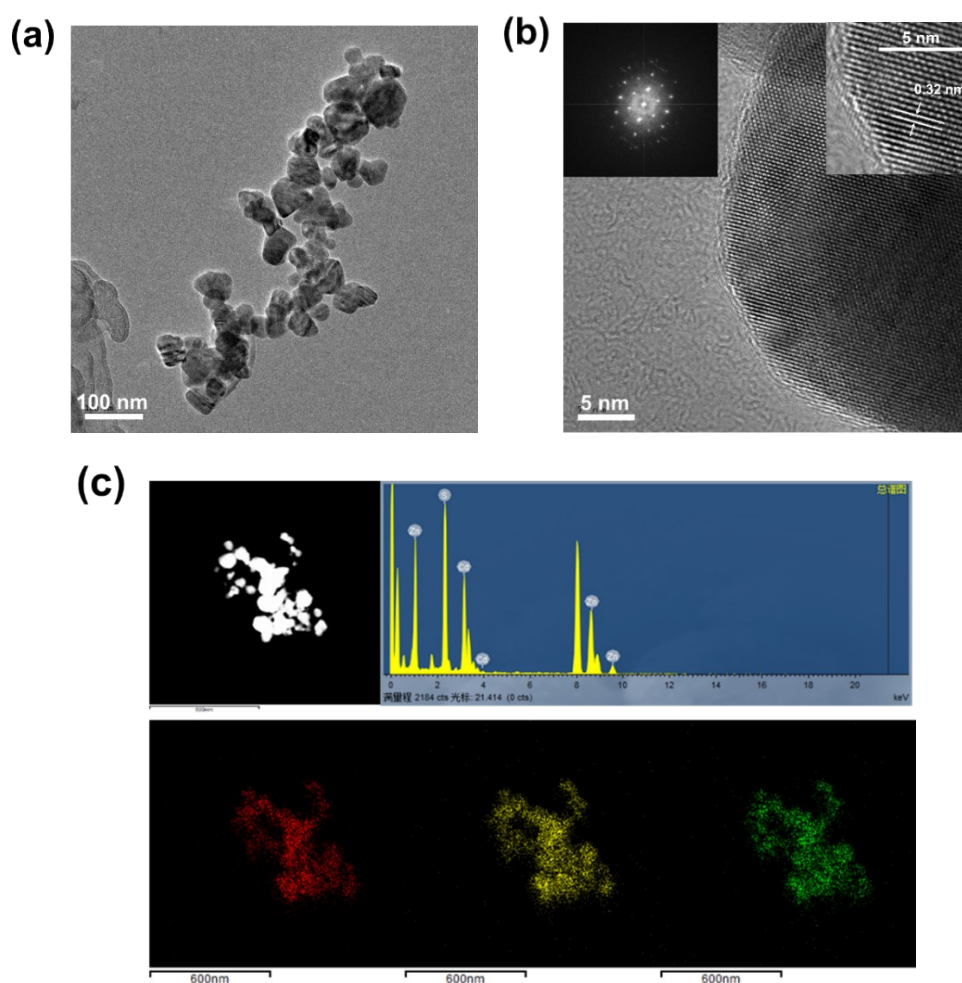 (a)
100 nm
(b)
5 nm
0.32 nm
5 nm
(c)
总谱图
Zn
S
Cd
Cd
Zn
Zn
0 2 4 6 8 10 12 14 16 18 20
满量程 2184 cts 光标: 21.414 (0 cts)
keV
600nm
600nm
600nm